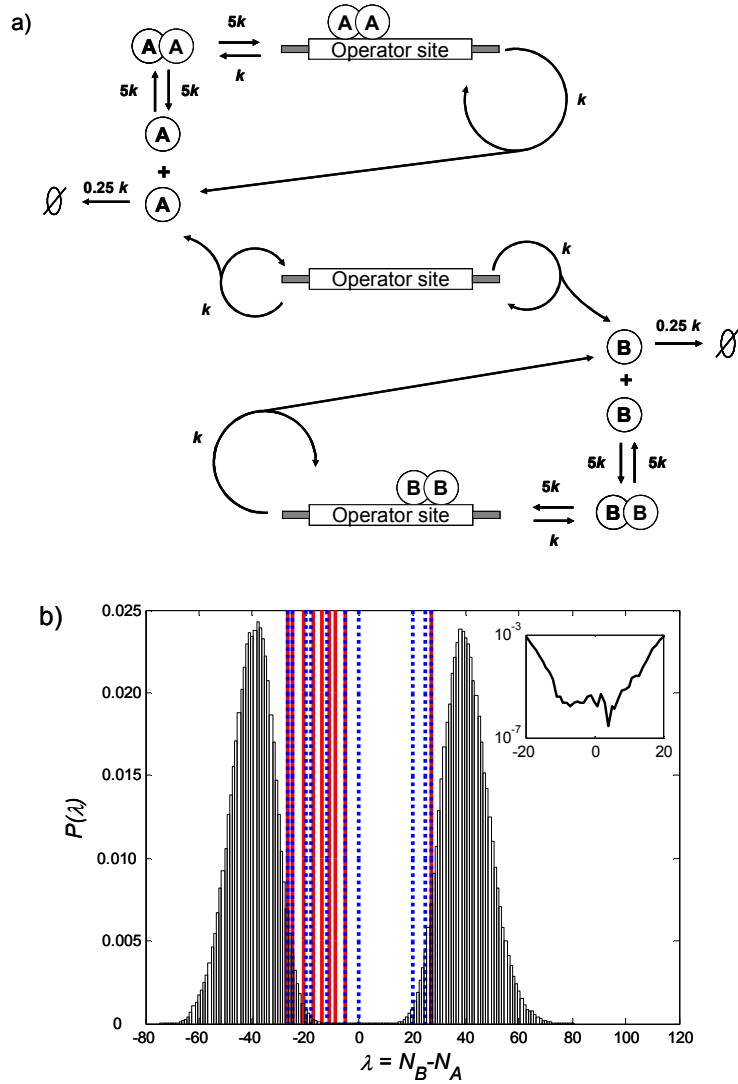 a)
A A
5k
k
A A
Operator site
5k
5k
k
A
+
∅
0.25 k
A
k
Operator site
k
B
0.25 k
∅
+
B
k
5k
5k
B B
Operator site
5k
k
B B
b)
0.025
0.020
0.015
0.010
0.005
0
P(λ)
10⁻³
10⁻⁷
-20
0
20
-80
-60
-40
-20
0
20
40
60
80
100
120
λ = N_B-N_A